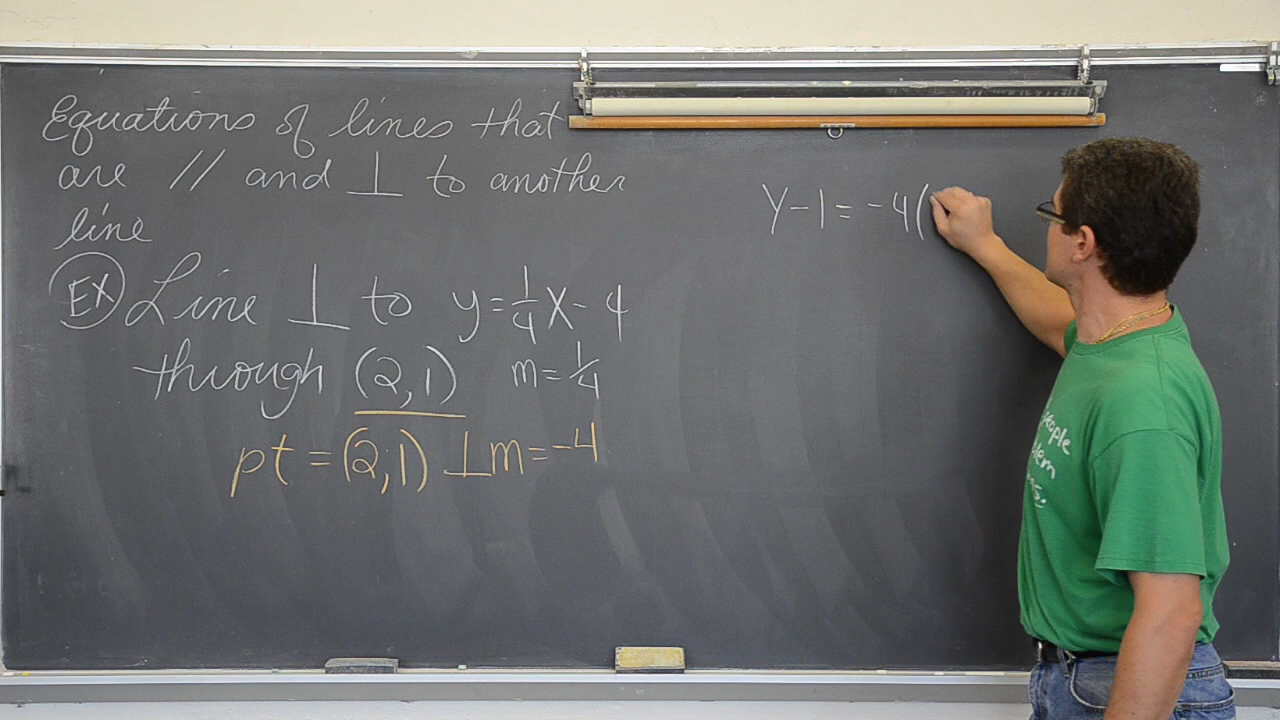 Equations of lines that
are // and ⊥ to another
line
EX Line ⊥ to y=1/4x-4
through (2,1) m=1/4
pt=(2,1) ⊥m=-4
y-1=-4(